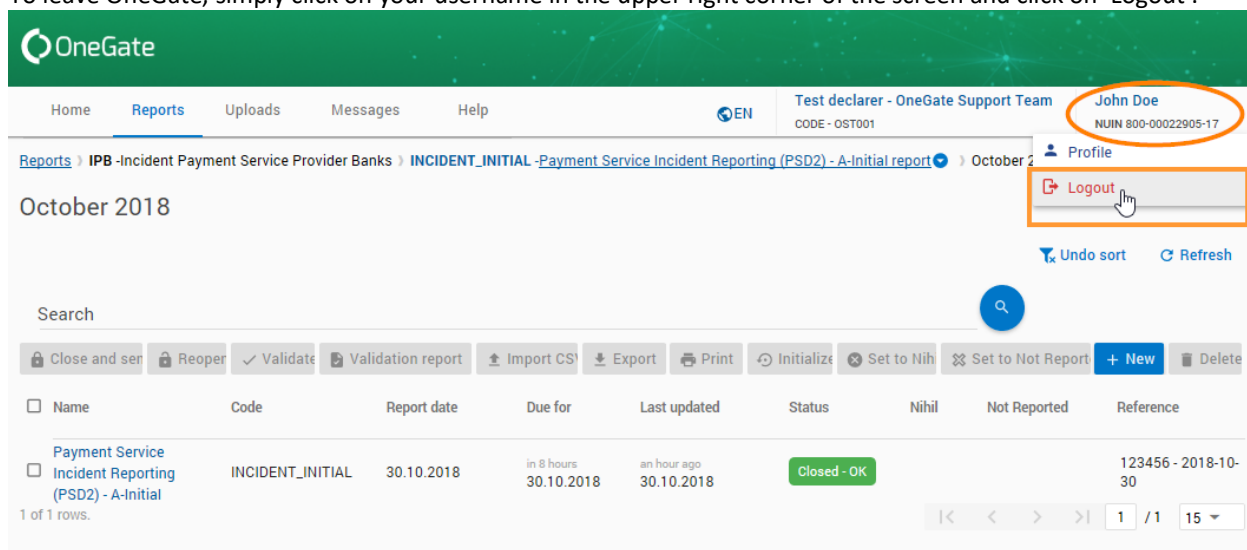 To leave OneGate, simply click on your username in the upper right corner of the screen and click on 'Logout'.
OneGate
Home Reports Uploads Messages Help EN Test declarer - OneGate Support Team John Doe
CODE - OST001 NUIN 800-00022905-17
Reports IPB -Incident Payment Service Provider Banks INCIDENT_INITIAL -Payment Service Incident Reporting (PSD2) - A-Initial report October 2
Profile
Logout
October 2018
Undo sort Refresh
Search
Close and sen Reoper Validate Validation report Import CSV Export Print Initialize Set to Nih Set to Not Report + New Delete
Name Code Report date Due for Last updated Status Nihil Not Reported Reference
Payment Service
Incident Reporting
(PSD2) - A-Initial
INCIDENT_INITIAL 30.10.2018
in 8 hours
30.10.2018
an hour ago
30.10.2018
Closed - OK
123456 - 2018-10-
30
1 of 1 rows.
|< < > >| 1 / 1 15